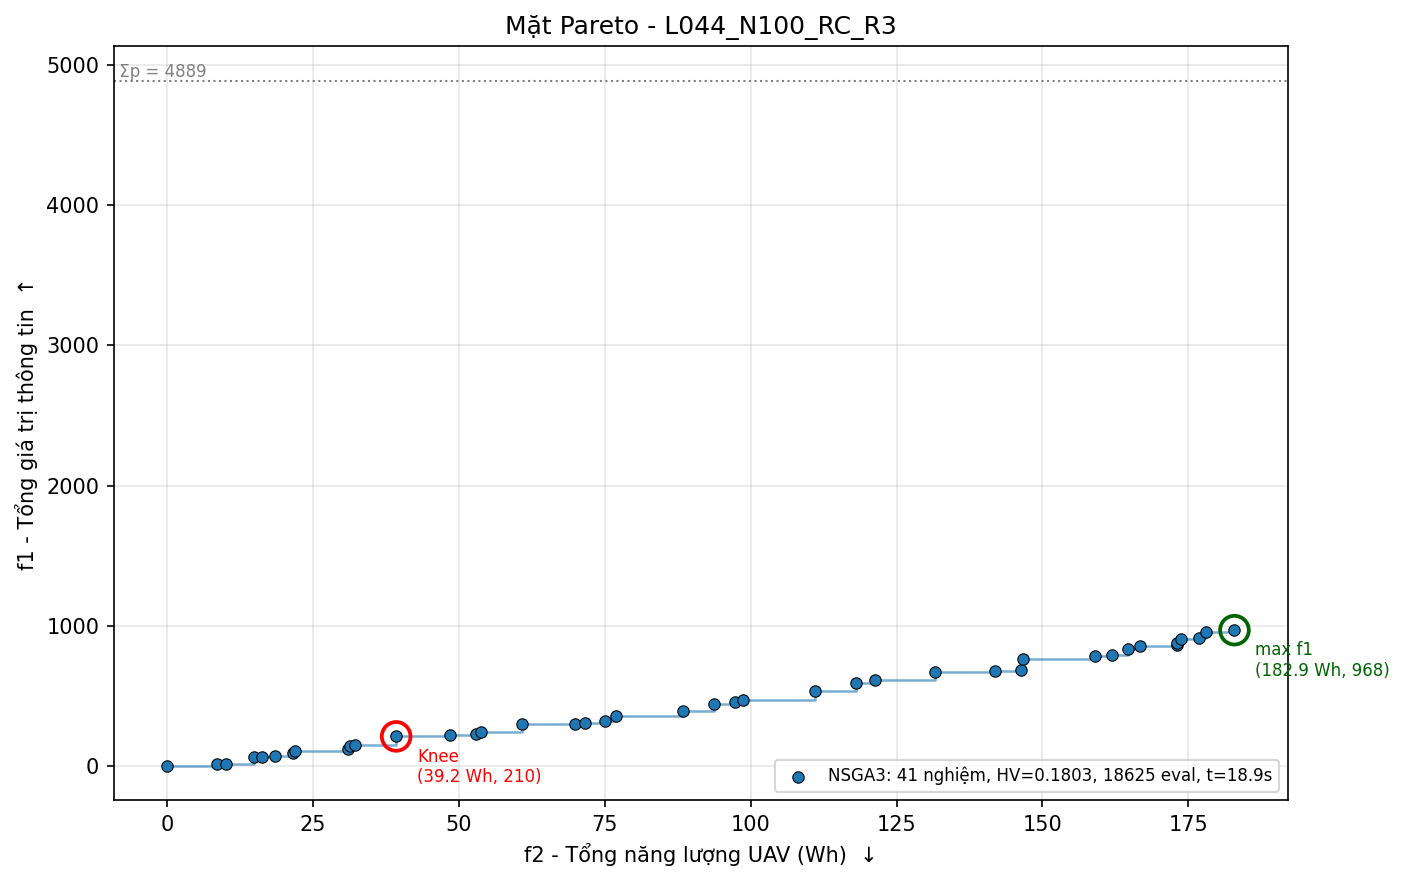 Mặt Pareto - L044_N100_RC_R3
f1 - Tổng giá trị thông tin ↑
5000
4000
3000
2000
1000
0
Σp = 4889
max f1
(182.9 Wh, 968)
Knee
(39.2 Wh, 210)
NSGA3: 41 nghiệm, HV=0.1803, 18625 eval, t=18.9s
0 25 50 75 100 125 150 175
f2 - Tổng năng lượng UAV (Wh) ↓